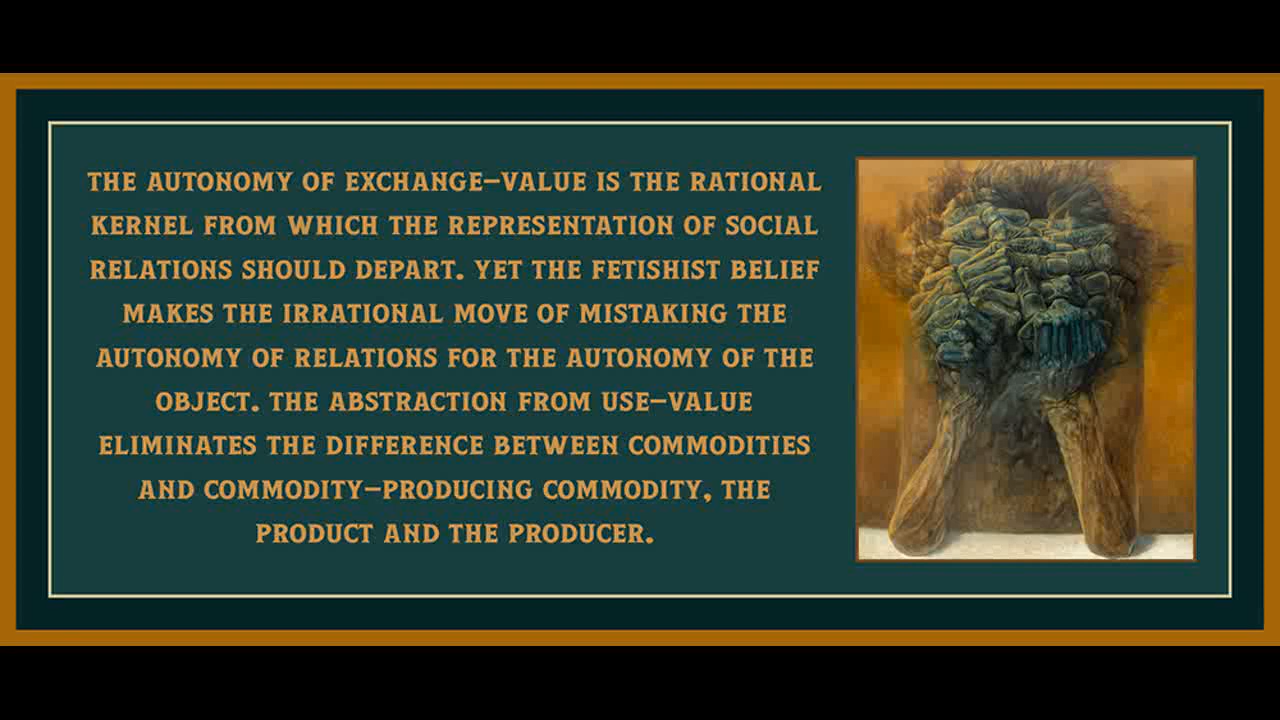 THE AUTONOMY OF EXCHANGE–VALUE IS THE RATIONAL
KERNEL FROM WHICH THE REPRESENTATION OF SOCIAL
RELATIONS SHOULD DEPART. YET THE FETISHIST BELIEF
MAKES THE IRRATIONAL MOVE OF MISTAKING THE
AUTONOMY OF RELATIONS FOR THE AUTONOMY OF THE
OBJECT. THE ABSTRACTION FROM USE–VALUE
ELIMINATES THE DIFFERENCE BETWEEN COMMODITIES
AND COMMODITY–PRODUCING COMMODITY, THE
PRODUCT AND THE PRODUCER.